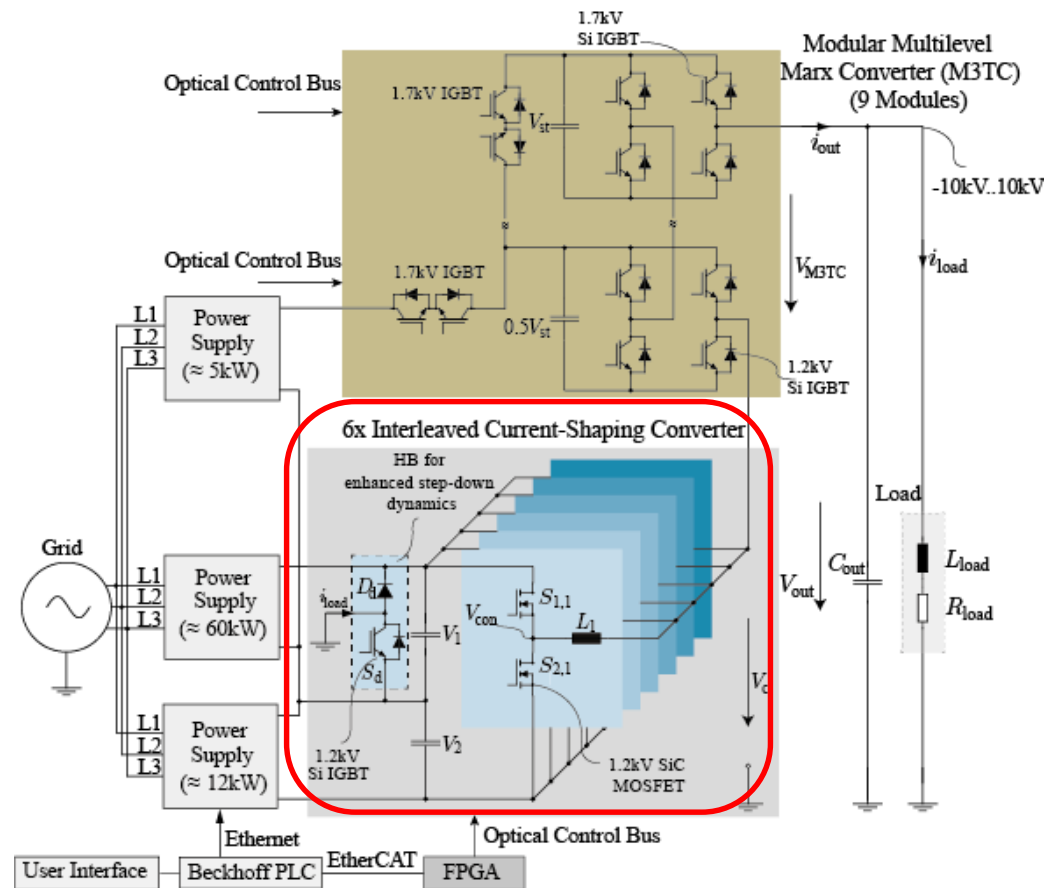 1.7kV
Si IGBT
Modular Multilevel
Marx Converter (M3TC)
(9 Modules)
Optical Control Bus
1.7kV IGBT
Vst
iout
-10kV..10kV
≈
≈
VM3TC
iload
Optical Control Bus
1.7kV IGBT
0.5Vst
1.2kV
Si IGBT
L1
L2
L3
Power
Supply
(≈ 5kW)
6x Interleaved Current-Shaping Converter
HB for
enhanced step-down
dynamics
Grid
L1
L2
L3
Power
Supply
(≈ 60kW)
Dd
iload
Sd
V1
Vcon
S1,1
L1
S2,1
Vout
Cout
Load
Lload
Rload
L1
L2
L3
Power
Supply
(≈ 12kW)
1.2kV
Si IGBT
V2
1.2kV SiC
MOSFET
Ethernet
Optical Control Bus
User Interface
Beckhoff PLC
EtherCAT
FPGA